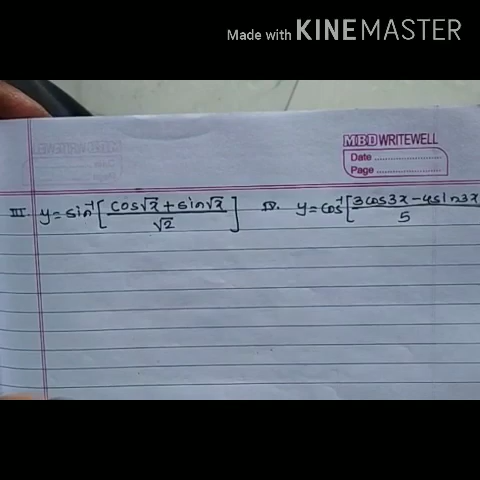 Made with KINEMASTER
MBD WRITEWELL
Date ....................
Page ....................
III. y = sin⁻¹[ (cos√x + sin√x) / √2 ] IV. y = cos⁻¹[ (3cos3x - 4sin3x) / 5